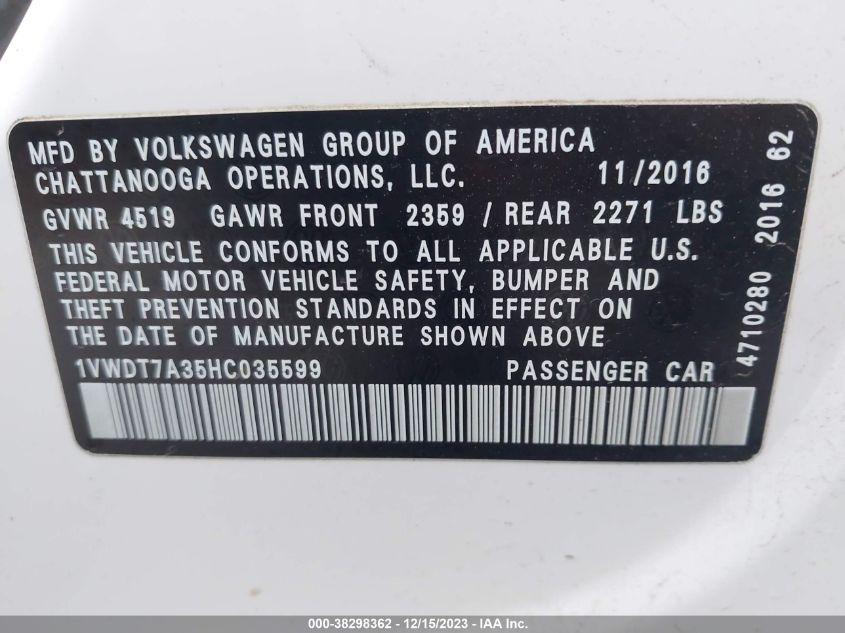 MFD BY VOLKSWAGEN GROUP OF AMERICA
CHATTANOOGA OPERATIONS, LLC. 11/2016
GVWR 4519 GAWR FRONT 2359 / REAR 2271 LBS
THIS VEHICLE CONFORMS TO ALL APPLICABLE U.S.
FEDERAL MOTOR VEHICLE SAFETY, BUMPER AND
THEFT PREVENTION STANDARDS IN EFFECT ON
THE DATE OF MANUFACTURE SHOWN ABOVE
1VWDT7A35HC035599 PASSENGER CAR
4710280 2016 62
000-38298362 - 12/15/2023 - IAA Inc.